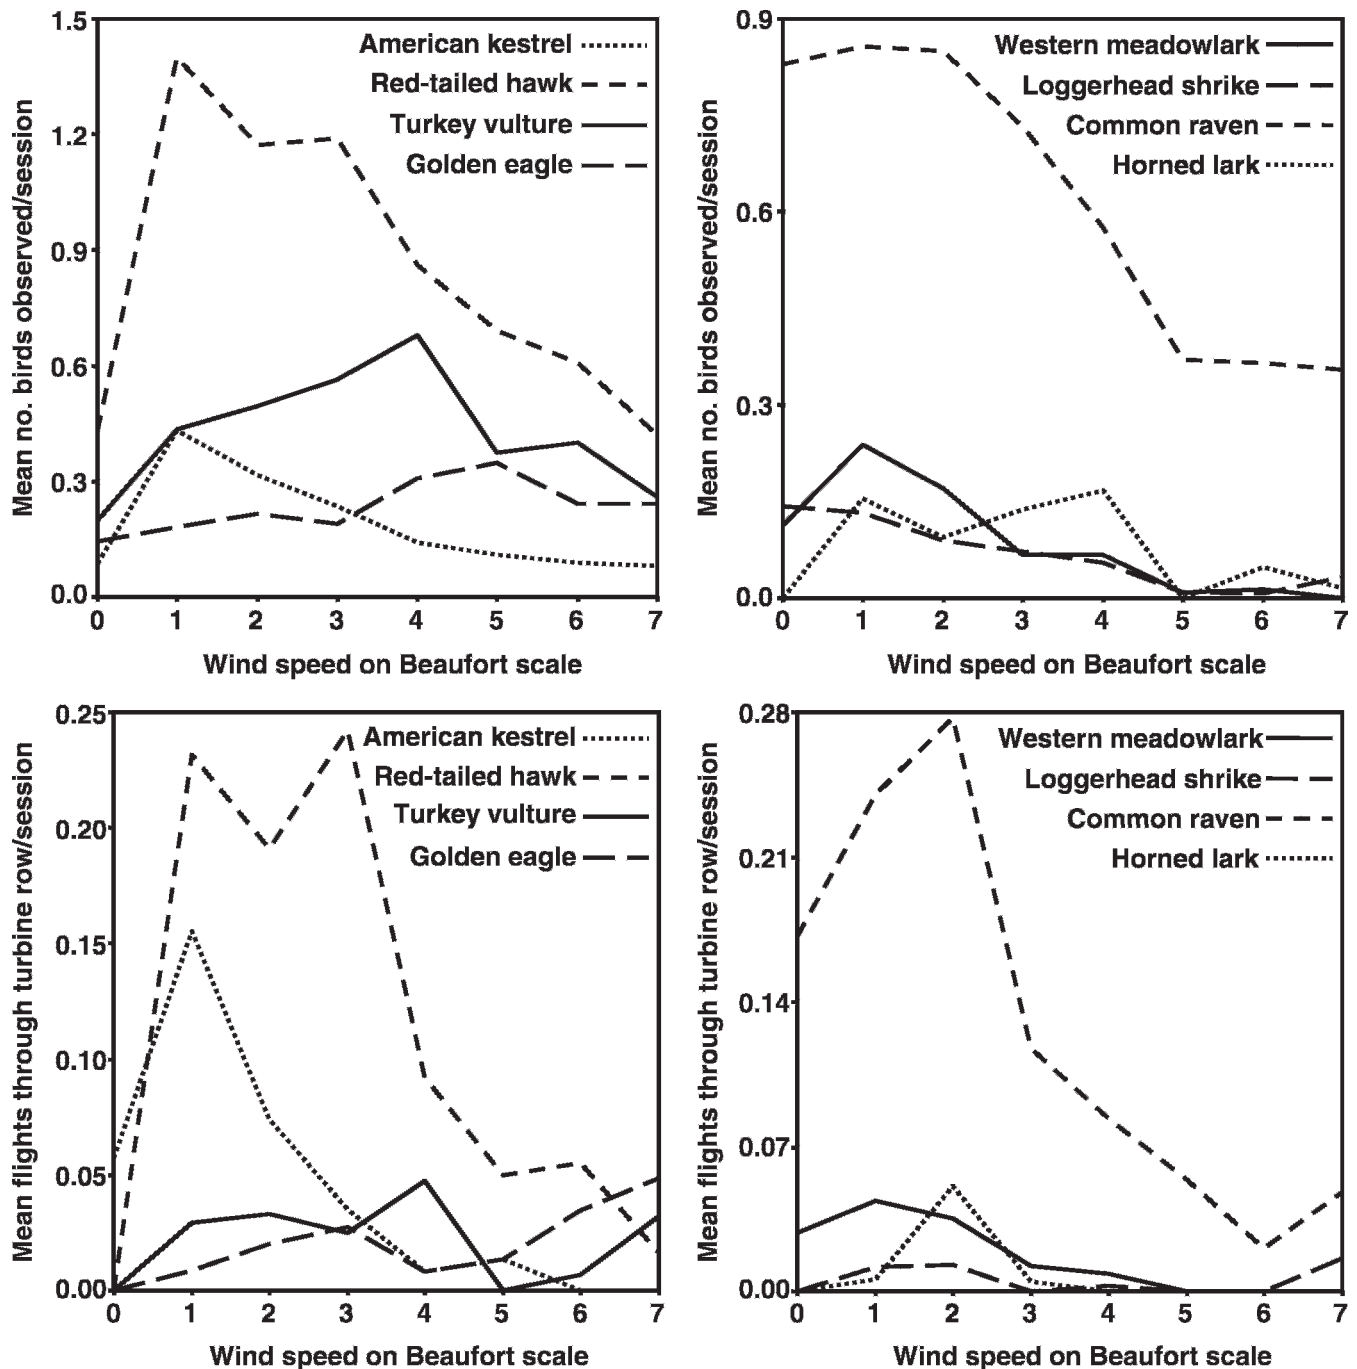 Mean no. birds observed/session
1.5
1.2
0.9
0.6
0.3
0.0
American kestrel
Red-tailed hawk
Turkey vulture
Golden eagle
0 1 2 3 4 5 6 7
Wind speed on Beaufort scale
Mean no. birds observed/session
0.9
0.6
0.3
0.0
Western meadowlark
Loggerhead shrike
Common raven
Horned lark
0 1 2 3 4 5 6 7
Wind speed on Beaufort scale
Mean flights through turbine row/session
0.25
0.20
0.15
0.10
0.05
0.00
American kestrel
Red-tailed hawk
Turkey vulture
Golden eagle
0 1 2 3 4 5 6 7
Wind speed on Beaufort scale
Mean flights through turbine row/session
0.28
0.21
0.14
0.07
0.00
Western meadowlark
Loggerhead shrike
Common raven
Horned lark
0 1 2 3 4 5 6 7
Wind speed on Beaufort scale